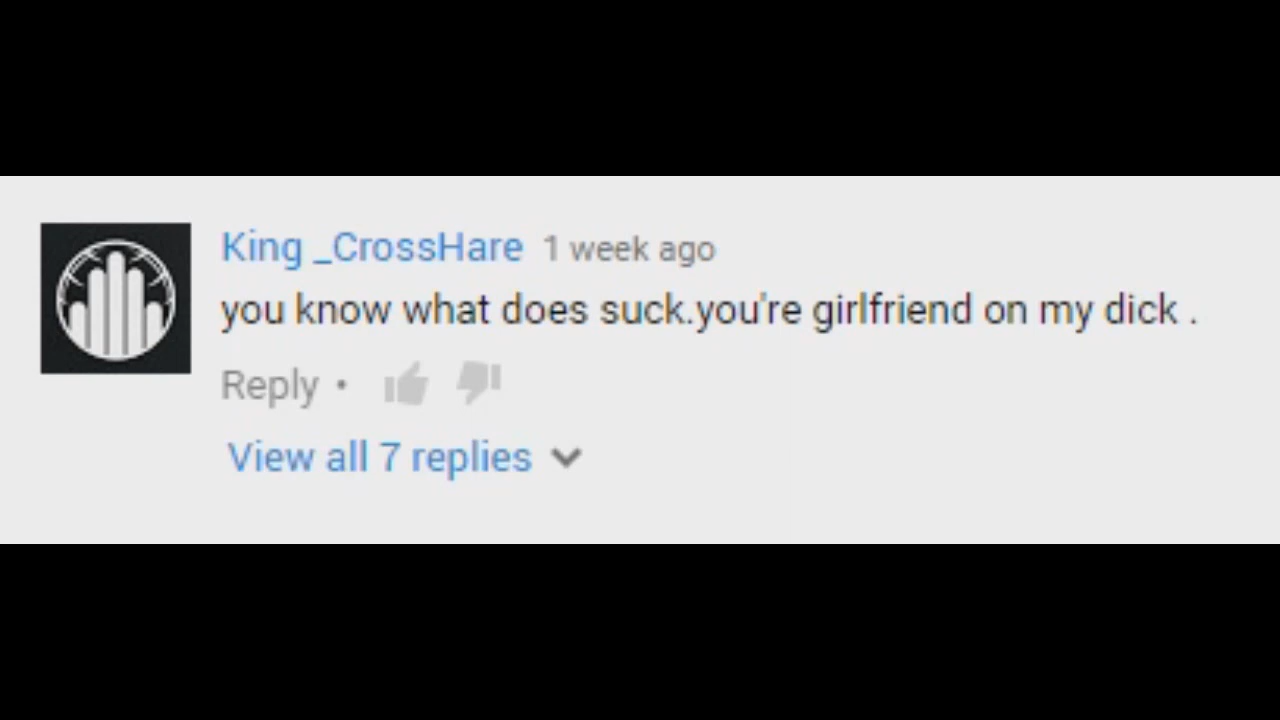 King _CrossHare 1 week ago
you know what does suck.you're girlfriend on my dick .
Reply •
View all 7 replies